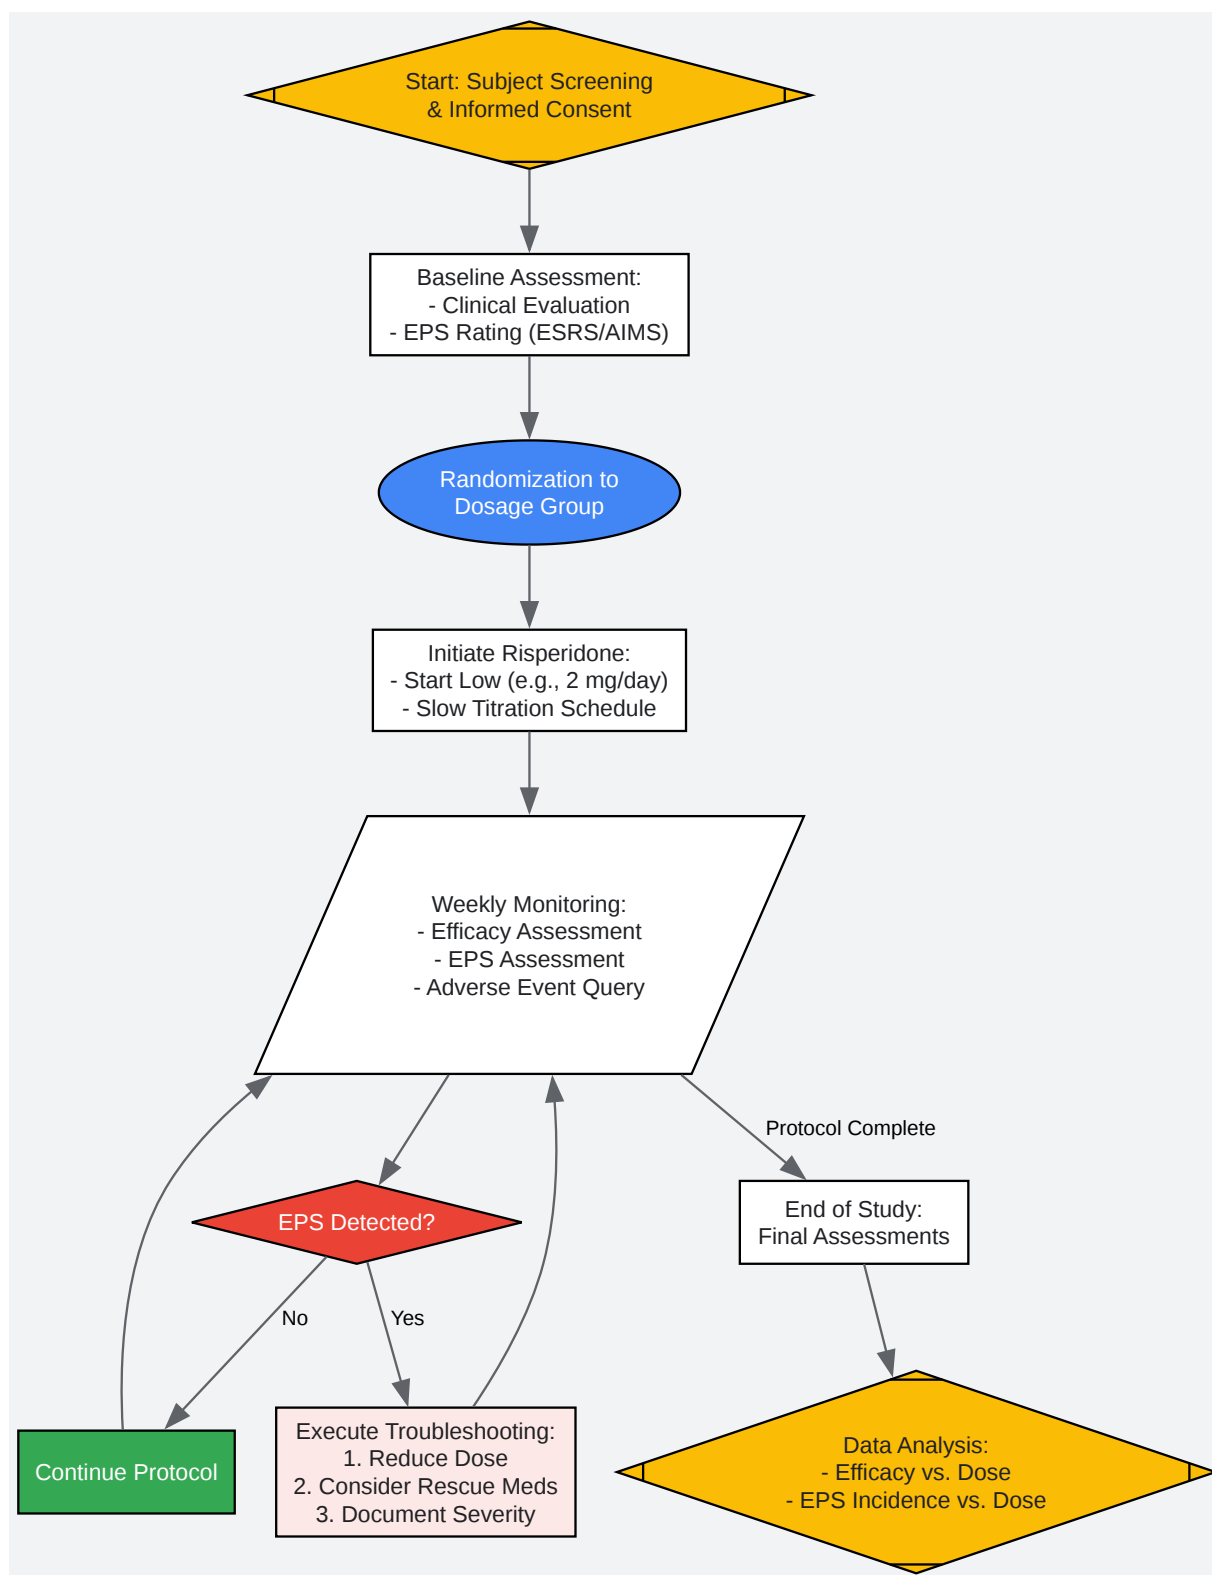 Start: Subject Screening
& Informed Consent
Baseline Assessment:
- Clinical Evaluation
- EPS Rating (ESRS/AIMS)
Randomization to
Dosage Group
Initiate Risperidone:
- Start Low (e.g., 2 mg/day)
- Slow Titration Schedule
Weekly Monitoring:
- Efficacy Assessment
- EPS Assessment
- Adverse Event Query
Protocol Complete
EPS Detected?
End of Study:
Final Assessments
No
Yes
Continue Protocol
Execute Troubleshooting:
1. Reduce Dose
2. Consider Rescue Meds
3. Document Severity
Data Analysis:
- Efficacy vs. Dose
- EPS Incidence vs. Dose